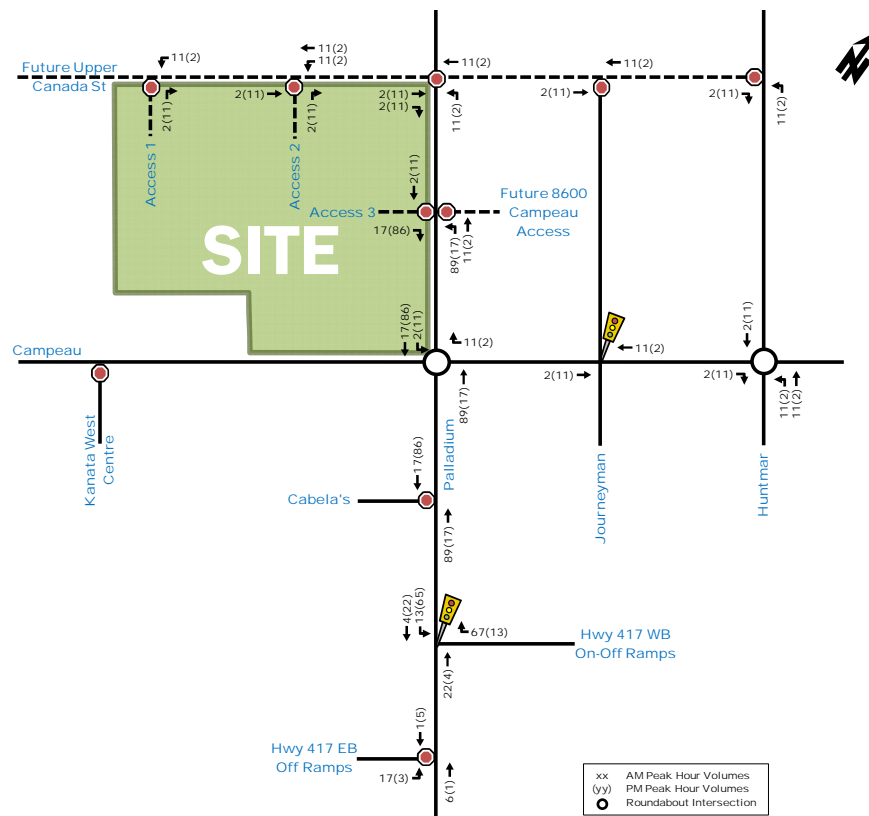 11(2)
11(2)
11(2)
11(2)
11(2)
Future Upper
Canada St
2(11)
2(11)
2(11)
2(11)
2(11)
11(2)
2(11)
2(11)
2(11)
11(2)
Access 1
Access 2
2(11)
Access 3
Future 8600
Campeau
Access
17(86)
89(17)
11(2)
SITE
17(86)
2(11)
11(2)
2(11)
Campeau
11(2)
2(11)
2(11)
89(17)
11(2)
11(2)
Kanata West
Centre
17(86)
Palladium
Journeyman
Huntmar
Cabela's
89(17)
4(22)
13(65)
67(13)
Hwy 417 WB
On-Off Ramps
22(4)
1(5)
Hwy 417 EB
Off Ramps
17(3)
6(1)
xx AM Peak Hour Volumes
(yy) PM Peak Hour Volumes
Roundabout Intersection